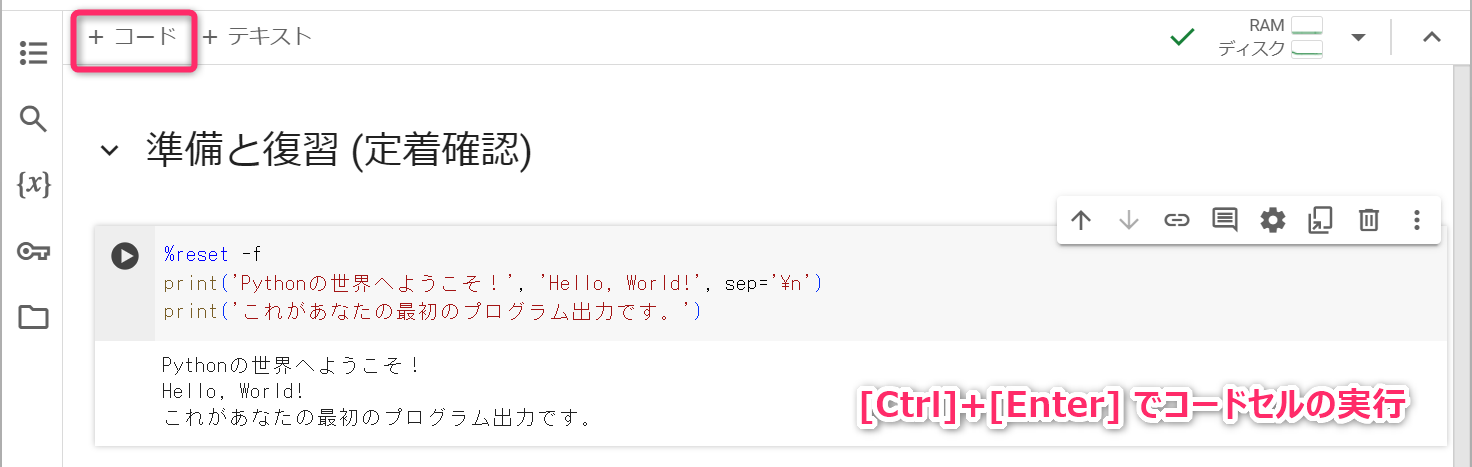 + コード + テキスト
RAM
ディスク
準備と復習 (定着確認)
{x}
%reset -f
print('Pythonの世界へようこそ！', 'Hello, World!', sep='¥n')
print('これがあなたの最初のプログラム出力です。')
Pythonの世界へようこそ！
Hello, World!
これがあなたの最初のプログラム出力です。
[Ctrl]+[Enter] でコードセルの実行